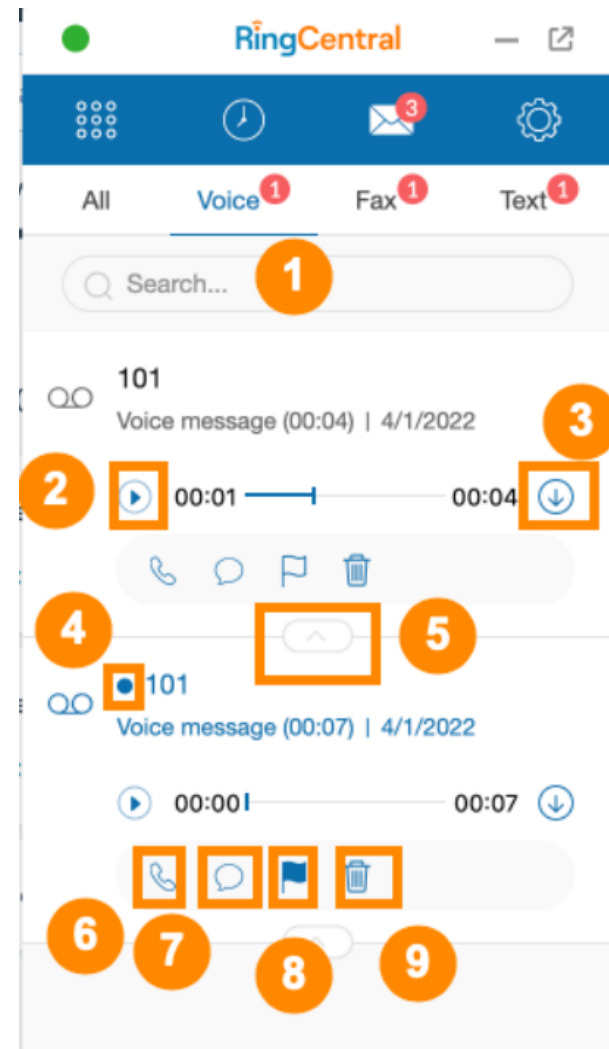 RingCentral
3
All Voice 1 Fax 1 Text 1
Search... 1
101
Voice message (00:04) | 4/1/2022
3
2 00:01 00:04
4 5
101
Voice message (00:07) | 4/1/2022
00:00 00:07
6 7 8 9